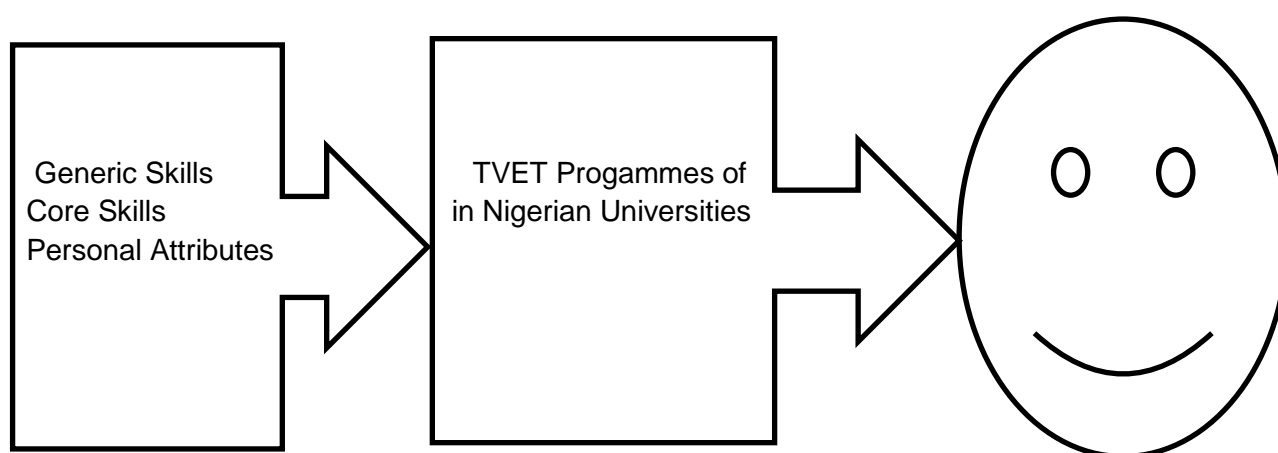 Generic Skills
Core Skills
Personal Attributes
TVET Progammes of
in Nigerian Universities